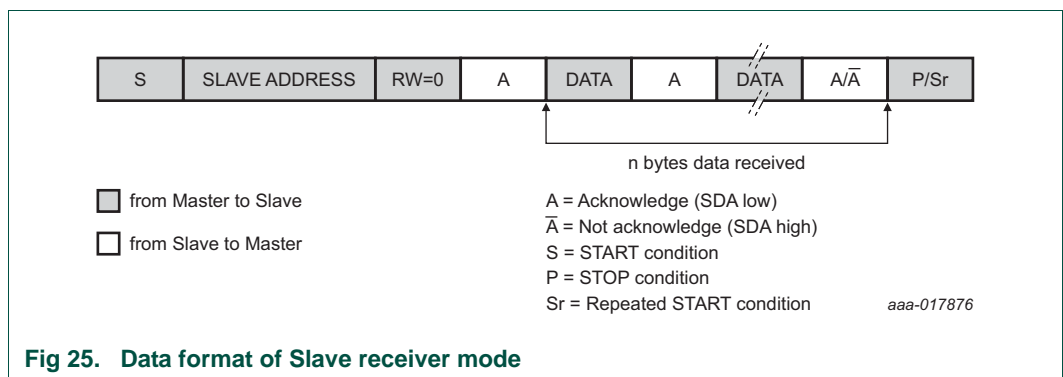 S SLAVE ADDRESS RW=0 A DATA A DATA A/A̅ P/Sr
n bytes data received
from Master to Slave
from Slave to Master
A = Acknowledge (SDA low)
A̅ = Not acknowledge (SDA high)
S = START condition
P = STOP condition
Sr = Repeated START condition
aaa-017876
Fig 25. Data format of Slave receiver mode